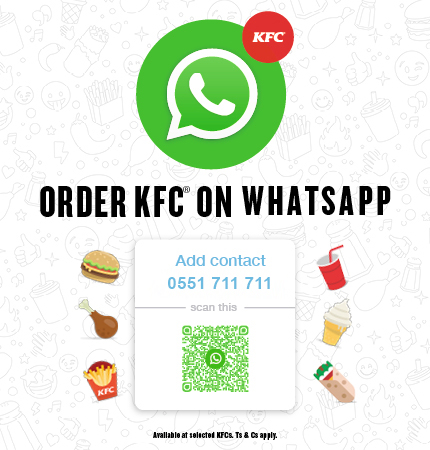 KFC
ORDER KFC® ON WHATSAPP
Add contact
0551 711 711
scan this
KFC
Available at selected KFCs. Ts & Cs apply.